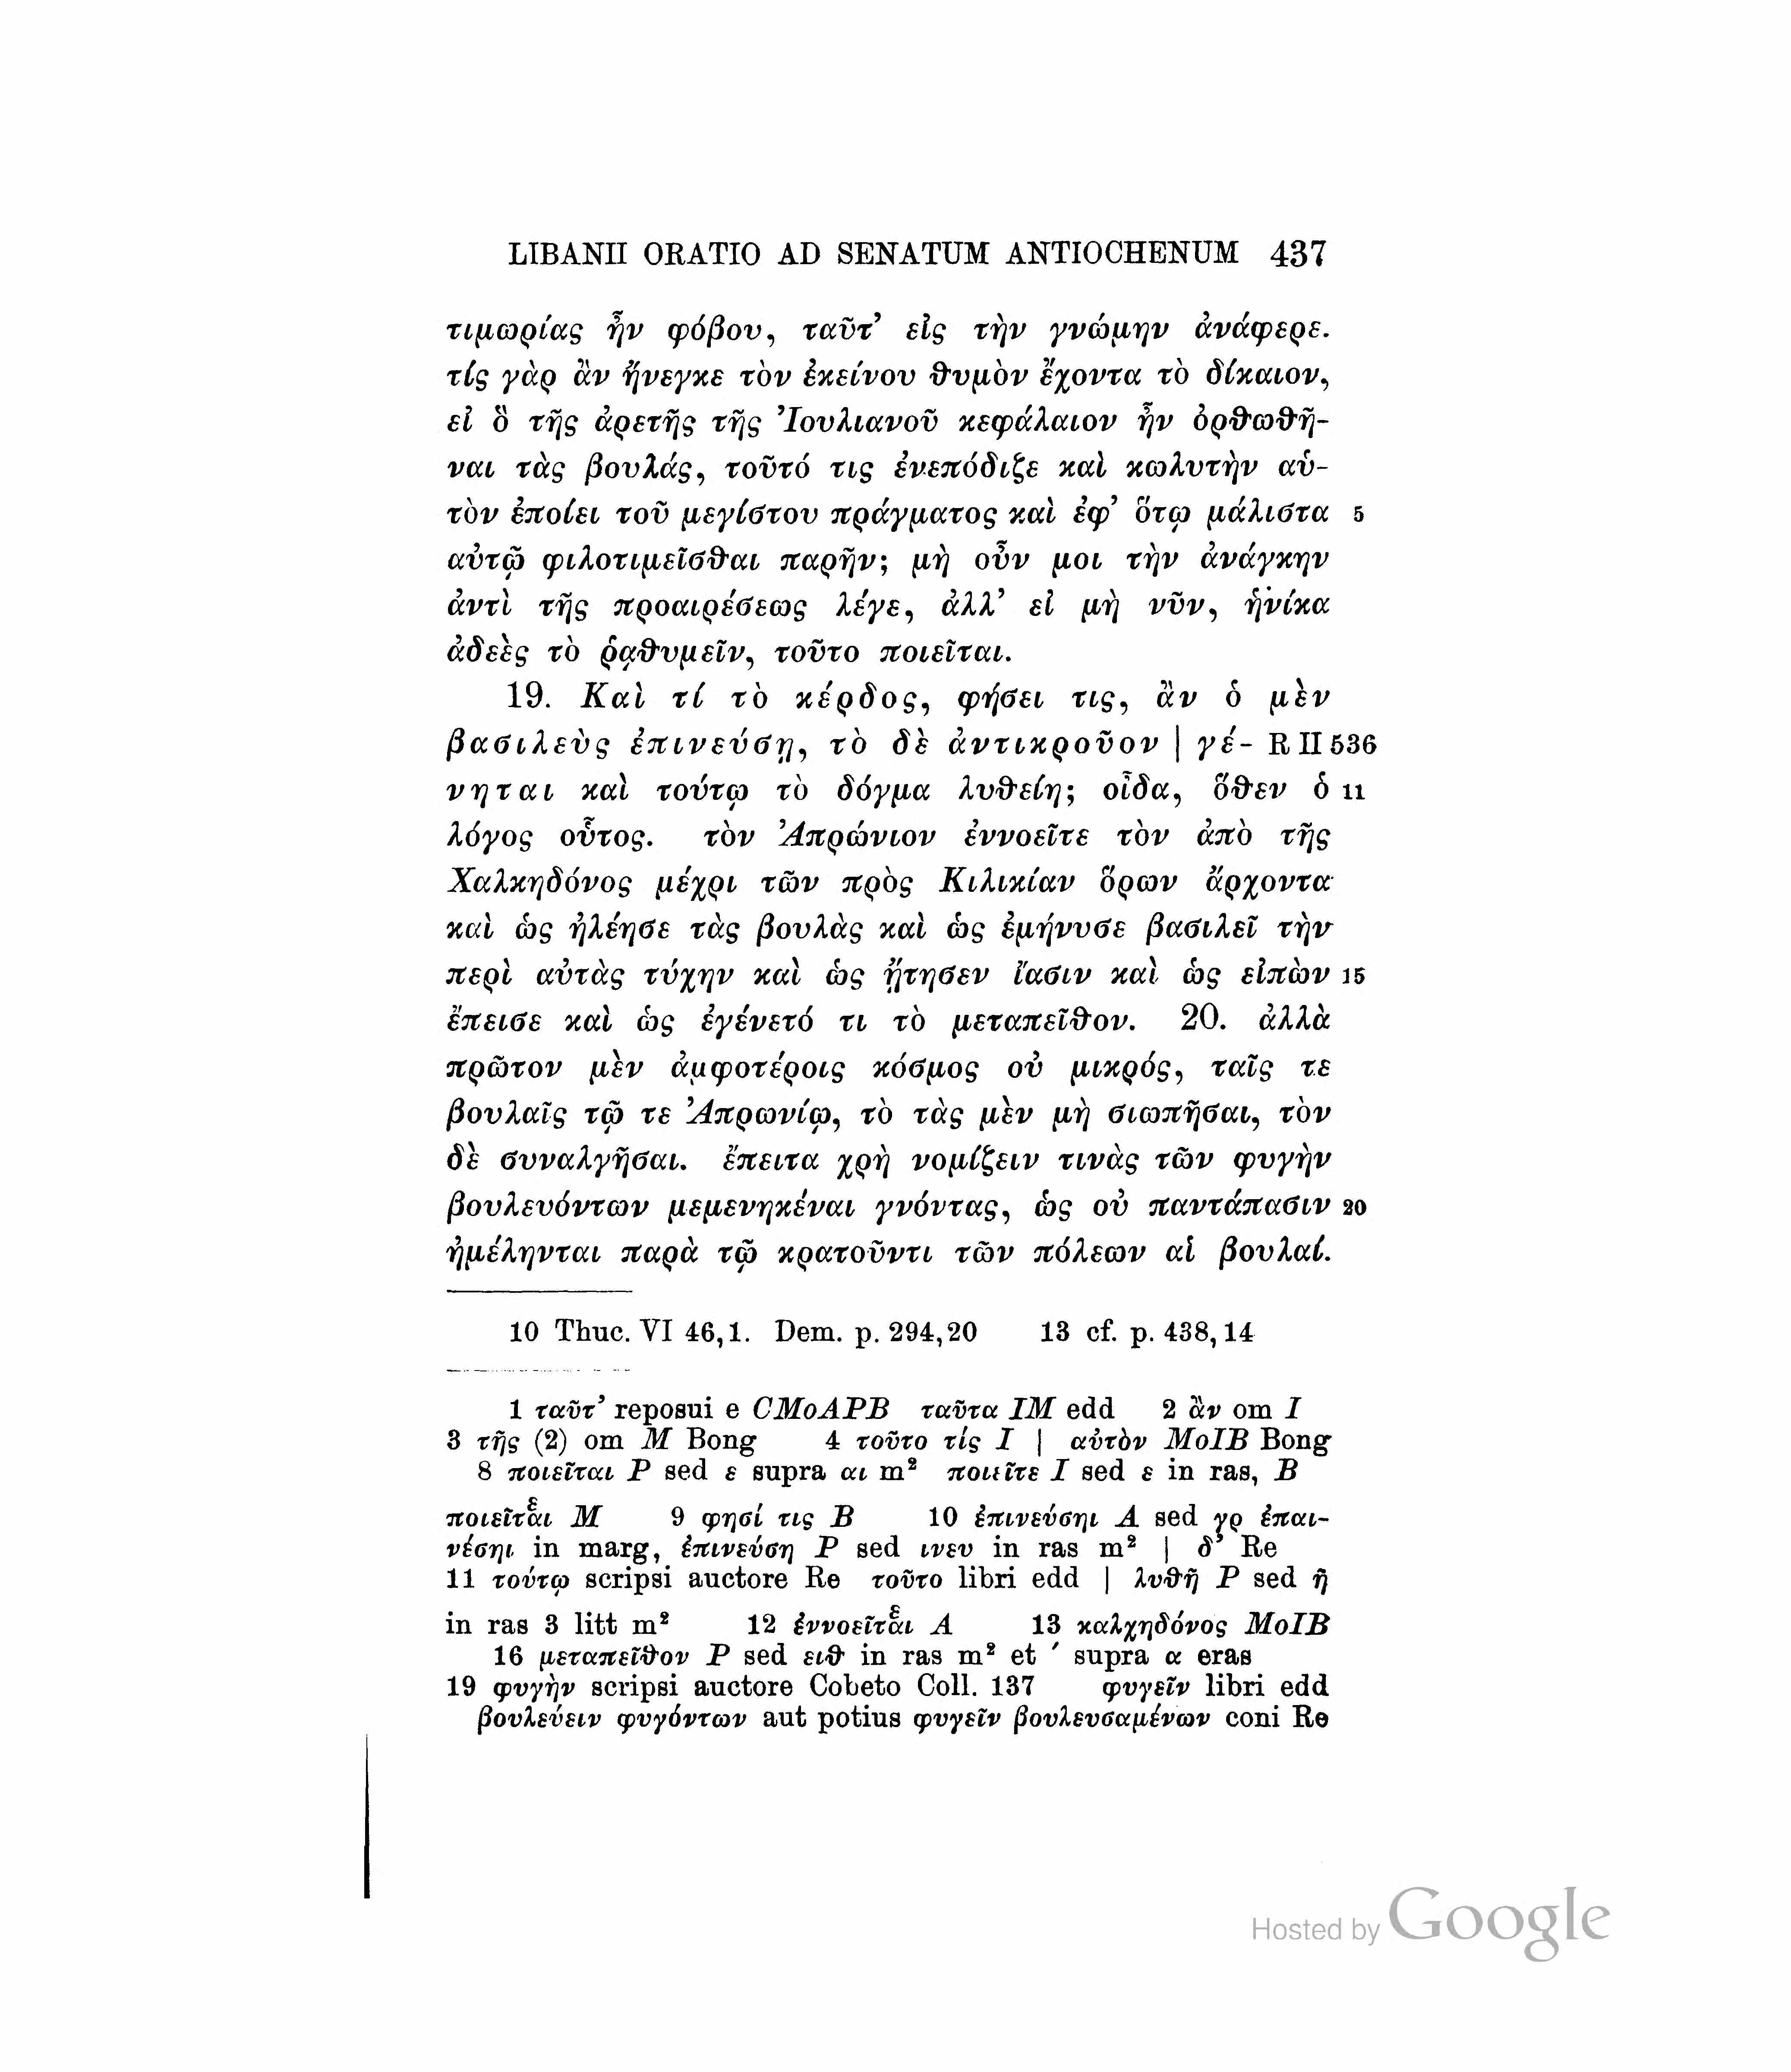 LIBANII ORATIO AD SENATUM ANTIOCHENUM 437
τιμωρίας ἦν φόβου, ταῦτ’ εἰς τὴν γνώμην ἀνάφερε.
τίς γὰρ ἂν ἤνεγκε τὸν ἐκείνου θυμὸν ἔχοντα τὸ δίκαιον,
εἰ ὃ τῆς ἀρετῆς τῆς Ἰουλιανοῦ κεφάλαιον ἦν ὀρθωθῆ-
ναι τὰς βουλάς, τοῦτό τις ἐνεπόδιζε καὶ κωλυτὴν αὑ-
τὸν ἐποίει τοῦ μεγίστου πράγματος καὶ ἐφ’ ὅτῳ μάλιστα 5
αὐτῷ φιλοτιμεῖσθαι παρῆν; μὴ οὖν μοι τὴν ἀνάγκην
ἀντὶ τῆς προαιρέσεως λέγε, ἀλλ’ εἰ μὴ νῦν, ἡνίκα
ἀδεὲς τὸ ῥᾳθυμεῖν, τοῦτο ποιεῖται.
19. Καὶ τί τὸ κέρδος, φήσει τις, ἂν ὁ μὲν
βασιλεὺς ἐπινεύσῃ, τὸ δὲ ἀντικροῦον | γέ- R II 536
νηται καὶ τούτῳ τὸ δόγμα λυθείη; οἶδα, ὅθεν ὁ 11
λόγος οὗτος. τὸν Ἀπρώνιον ἐννοεῖτε τὸν ἀπὸ τῆς
Χαλκηδόνος μέχρι τῶν πρὸς Κιλικίαν ὅρων ἄρχοντα
καὶ ὡς ἠλέησε τὰς βουλὰς καὶ ὡς ἐμήνυσε βασιλεῖ τὴν
περὶ αὐτὰς τύχην καὶ ὡς ᾔτησεν ἴασιν καὶ ὡς εἰπὼν 15
ἔπεισε καὶ ὡς ἐγένετό τι τὸ μεταπεῖθον. 20. ἀλλὰ
πρῶτον μὲν ἀμφοτέροις κόσμος οὐ μικρός, ταῖς τε
βουλαῖς τῷ τε Ἀπρωνίῳ, τὸ τὰς μὲν μὴ σιωπῆσαι, τὸν
δὲ συναλγῆσαι. ἔπειτα χρὴ νομίζειν τινὰς τῶν φυγὴν
βουλευόντων μεμενηκέναι γνόντας, ὡς οὐ παντάπασιν 20
ἠμέληνται παρὰ τῷ κρατοῦντι τῶν πόλεων αἱ βουλαί.
10 Thuc. VI 46,1. Dem. p. 294,20 13 cf. p. 438,14
1 ταῦτ’ reposui e CMoAPB ταῦτα IM edd 2 ἂν om I
3 τῆς (2) om M Bong 4 τοῦτο τίς I | αὐτὸν MoIB Bong
8 ποιεῖται P sed ε supra αι m² ποιεῖτε I sed ε in ras, B
ποιεῖται ε M 9 φησί τις B 10 ἐπινεύσηι A sed γρ ἐπαι-
νέσηι in marg, ἐπινεύση P sed ινευ in ras m² | δ’ Re
11 τούτῳ scripsi auctore Re τοῦτο libri edd | λυθῆ P sed ῆ
in ras 3 litt m² 12 ἐννοεῖται ε A 13 καλχηδόνος MoIB
16 μεταπεῖθον P sed ειθ in ras m² et ´ supra α eras
19 φυγὴν scripsi auctore Cobeto Coll. 137 φυγεῖν libri edd
βουλεύειν φυγόντων aut potius φυγεῖν βουλευσαμένων coni Re
Hosted by Google